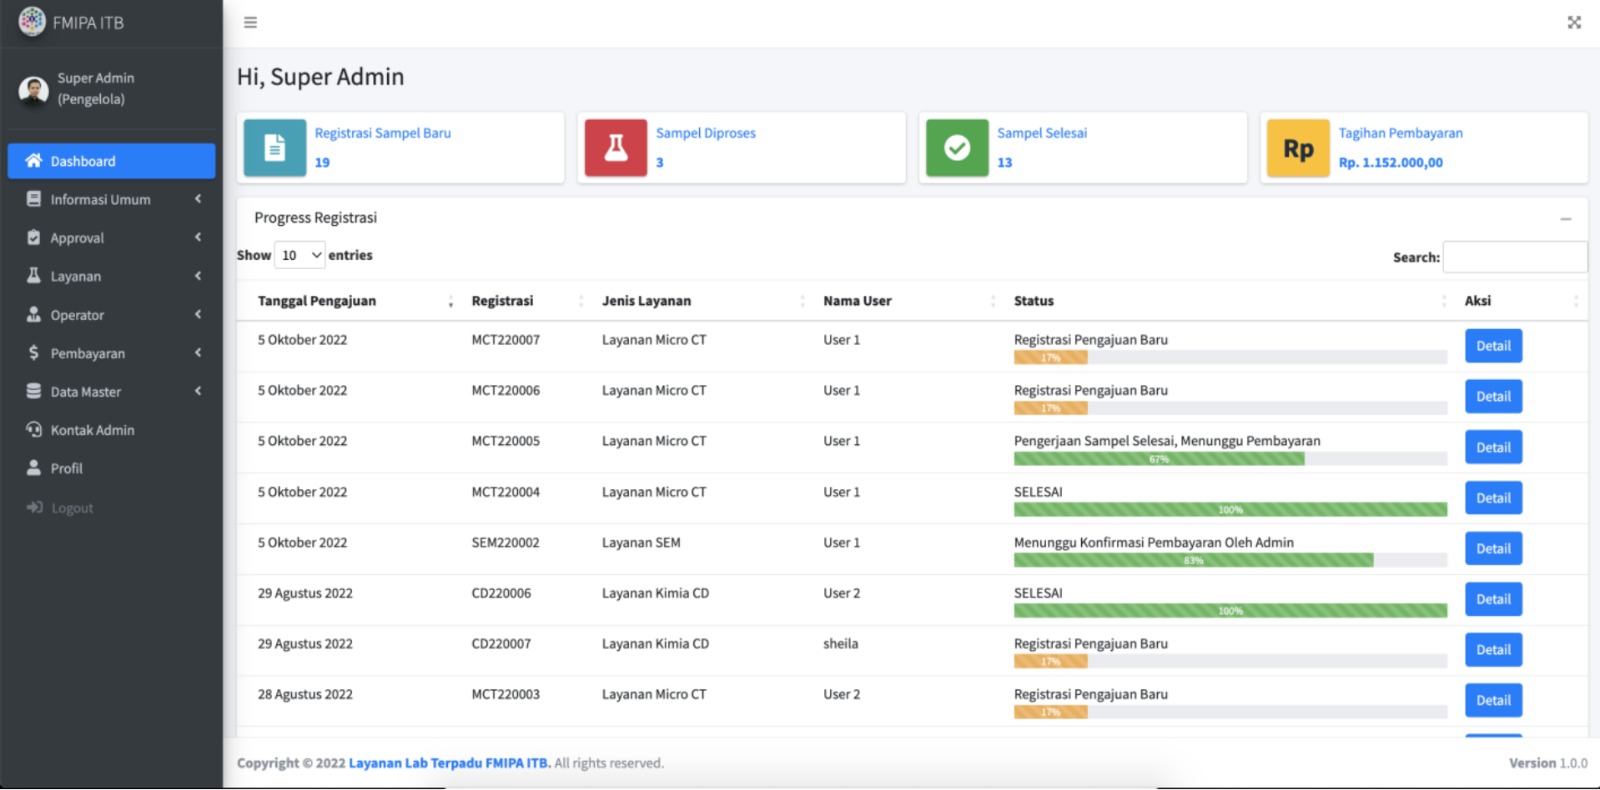 FMIPA ITB
Super Admin
(Pengelola)
Dashboard
Informasi Umum
Approval
Layanan
Operator
Pembayaran
Data Master
Kontak Admin
Profil
Logout
Hi, Super Admin
Registrasi Sampel Baru
19
Sampel Diproses
3
Sampel Selesai
13
Rp
Tagihan Pembayaran
Rp. 1.152.000,00
Progress Registrasi
Show 10 entries
Search:
Tanggal Pengajuan Registrasi Jenis Layanan Nama User Status Aksi
5 Oktober 2022 MCT220007 Layanan Micro CT User 1 Registrasi Pengajuan Baru Detail
17%
5 Oktober 2022 MCT220006 Layanan Micro CT User 1 Registrasi Pengajuan Baru Detail
17%
5 Oktober 2022 MCT220005 Layanan Micro CT User 1 Pengerjaan Sampel Selesai, Menunggu Pembayaran Detail
67%
5 Oktober 2022 MCT220004 Layanan Micro CT User 1 SELESAI Detail
100%
5 Oktober 2022 SEM220002 Layanan SEM User 1 Menunggu Konfirmasi Pembayaran Oleh Admin Detail
83%
29 Agustus 2022 CD220006 Layanan Kimia CD User 2 SELESAI Detail
100%
29 Agustus 2022 CD220007 Layanan Kimia CD sheila Registrasi Pengajuan Baru Detail
17%
28 Agustus 2022 MCT220003 Layanan Micro CT User 2 Registrasi Pengajuan Baru Detail
17%
Copyright © 2022 Layanan Lab Terpadu FMIPA ITB. All rights reserved.
Version 1.0.0